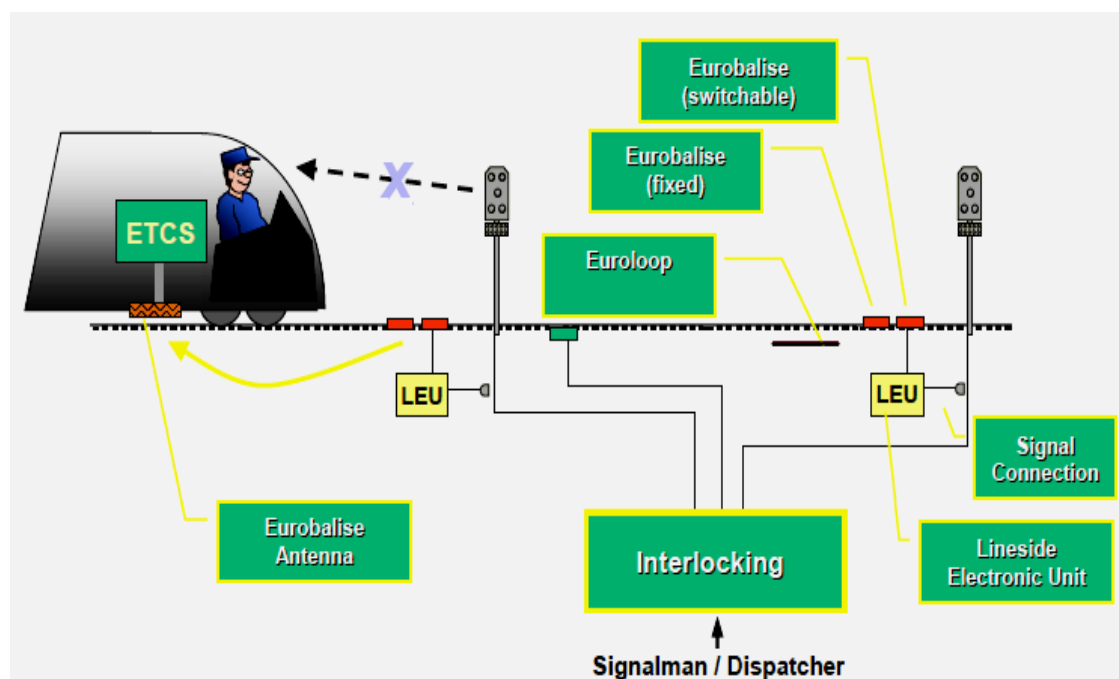 Eurobalise
(switchable)
Eurobalise
(fixed)
X
ETCS
Euroloop
LEU
LEU
Signal
Connection
Eurobalise
Antenna
Interlocking
Lineside
Electronic Unit
Signalman / Dispatcher